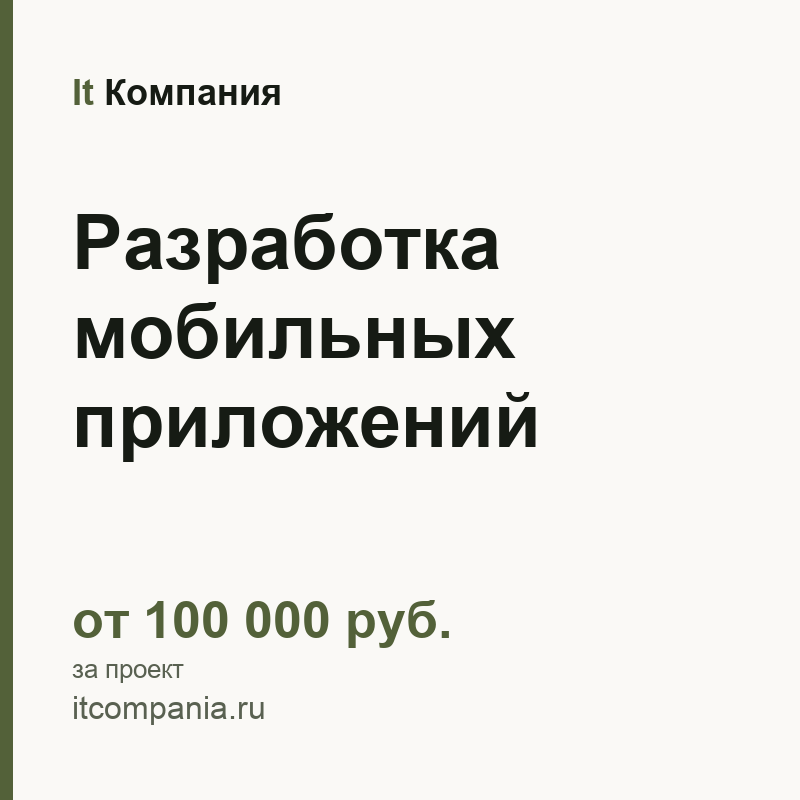 It Компания
Разработка
мобильных
приложений
от 100 000 руб.
за проект
itcompania.ru